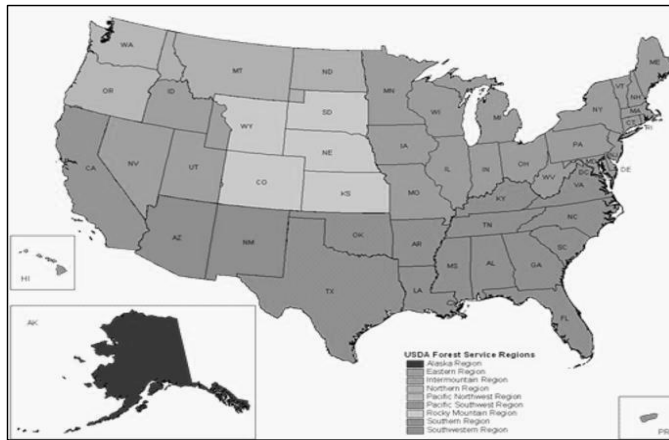 WA
MT
ND
MN
ME
VT
NH
OR
ID
WY
SD
WI
MI
NY
MA
CT
RI
NE
IA
PA
CA
NV
UT
CO
KS
MO
IL
IN
OH
WV
MD
DE
DC
VA
KY
AZ
NM
OK
AR
TN
NC
SC
TX
LA
MS
AL
GA
FL
HI
AK
PR
USDA Forest Service Regions
Alaska Region
Eastern Region
Intermountain Region
Northern Region
Pacific Northwest Region
Pacific Southwest Region
Rocky Mountain Region
Southern Region
Southwestern Region